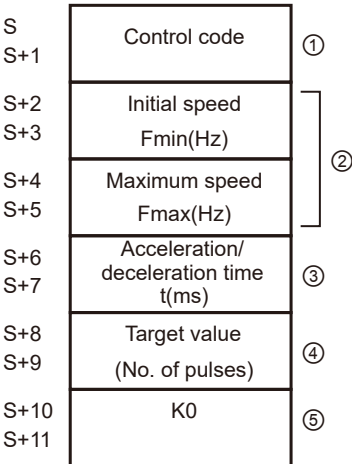 S
S+1
Control code
①
S+2
S+3
Initial speed
Fmin(Hz)
②
S+4
S+5
Maximum speed
Fmax(Hz)
S+6
S+7
Acceleration/
deceleration time
t(ms)
③
S+8
S+9
Target value
(No. of pulses)
④
S+10
S+11
K0
⑤